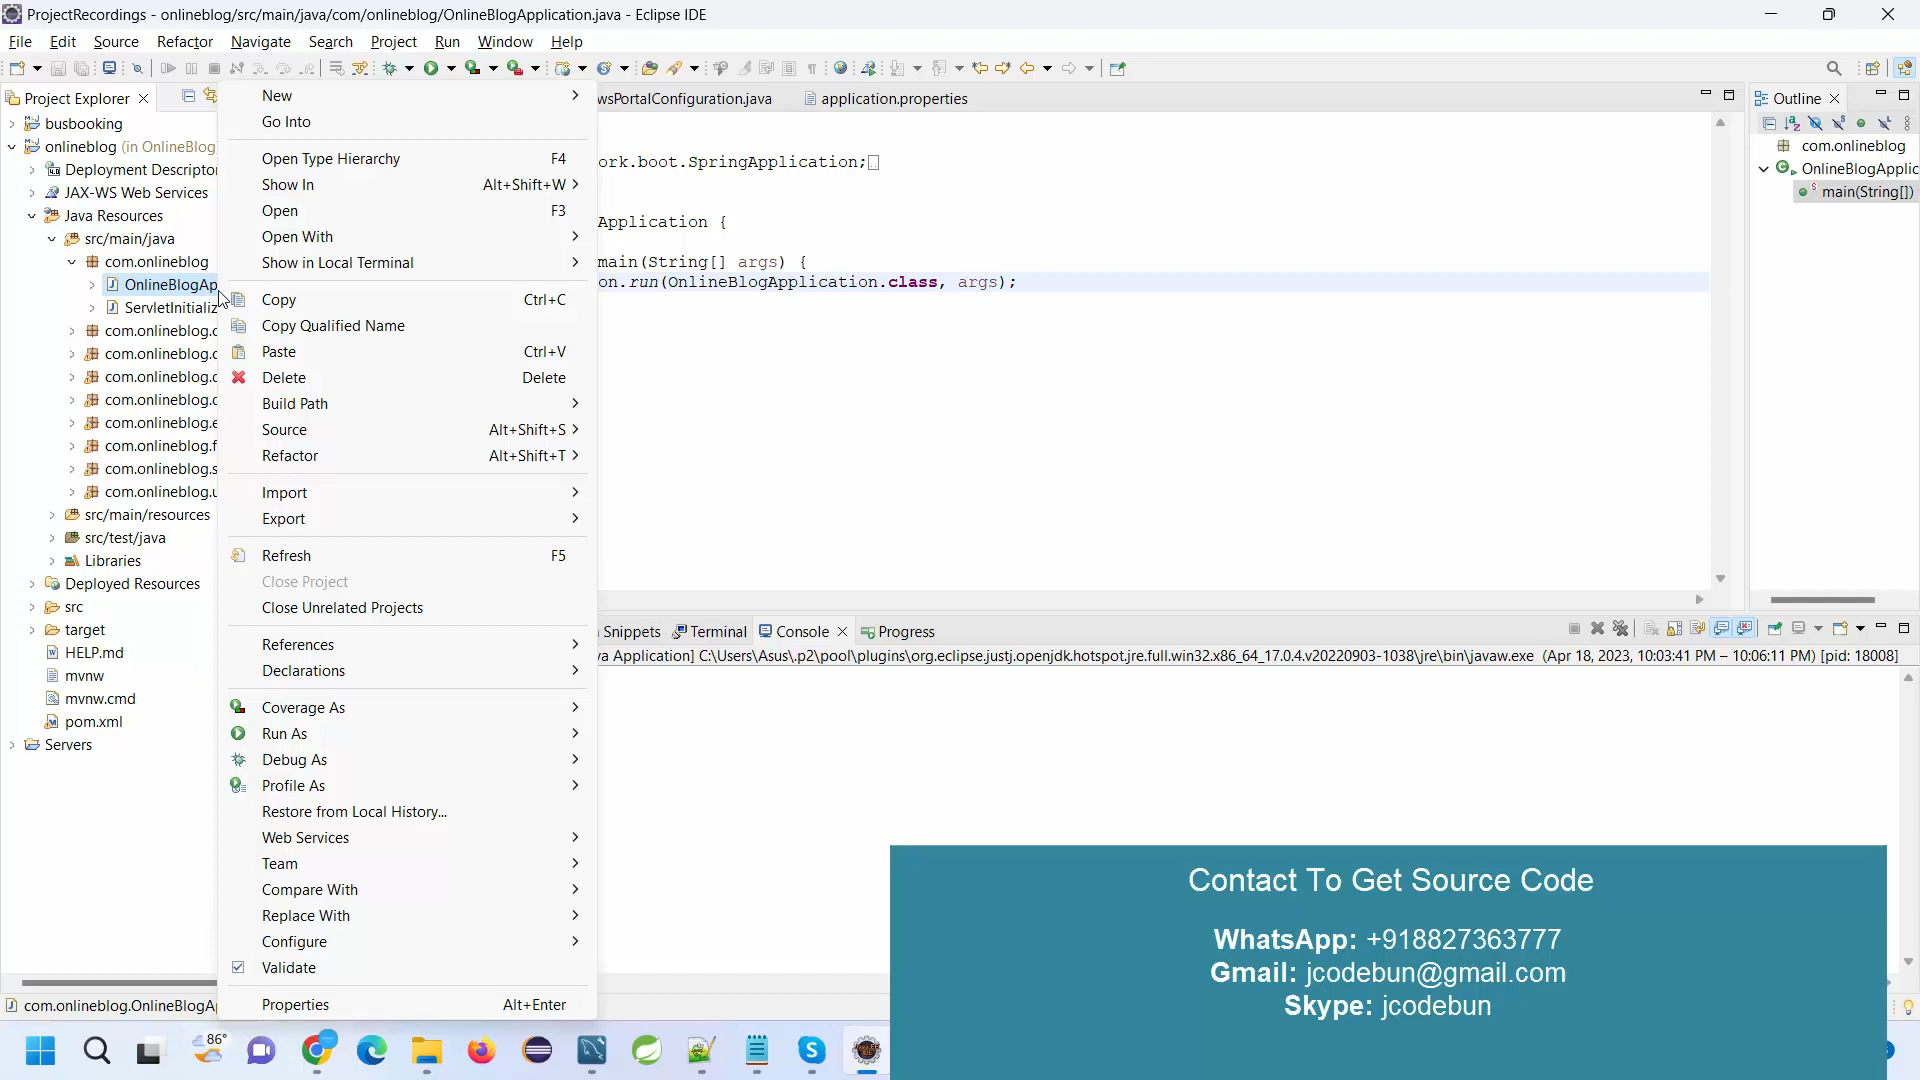 ProjectRecordings - onlineblog/src/main/java/com/onlineblog/OnlineBlogApplication.java - Eclipse IDE
File Edit Source Refactor Navigate Search Project Run Window Help
Project Explorer
busbooking
onlineblog (in OnlineBlog
Deployment Descripto
JAX-WS Web Services
Java Resources
src/main/java
com.onlineblog
OnlineBlogAp
ServletInitializ
com.onlineblog.c
com.onlineblog.c
com.onlineblog.c
com.onlineblog.c
com.onlineblog.e
com.onlineblog.f
com.onlineblog.s
com.onlineblog.u
src/main/resources
src/test/java
Libraries
Deployed Resources
src
target
HELP.md
mvnw
mvnw.cmd
pom.xml
Servers
com.onlineblog.OnlineBlogAp
New
Go Into
Open Type Hierarchy F4
Show In Alt+Shift+W
Open F3
Open With
Show in Local Terminal
Copy Ctrl+C
Copy Qualified Name
Paste Ctrl+V
Delete Delete
Build Path
Source Alt+Shift+S
Refactor Alt+Shift+T
Import
Export
Refresh F5
Close Project
Close Unrelated Projects
References
Declarations
Coverage As
Run As
Debug As
Profile As
Restore from Local History...
Web Services
Team
Compare With
Replace With
Configure
Validate
Properties Alt+Enter
wsPortalConfiguration.java application.properties
ork.boot.SpringApplication;
Application {
main(String[] args) {
on.run(OnlineBlogApplication.class, args);
Outline
com.onlineblog
OnlineBlogApplic
main(String[])
Snippets Terminal Console Progress
va Application] C:\Users\Asus\.p2\pool\plugins\org.eclipse.justj.openjdk.hotspot.jre.full.win32.x86_64_17.0.4.v20220903-1038\jre\bin\javaw.exe (Apr 18, 2023, 10:03:41 PM – 10:06:11 PM) [pid: 18008]
Contact To Get Source Code
WhatsApp: +918827363777
Gmail: jcodebun@gmail.com
Skype: jcodebun
86°